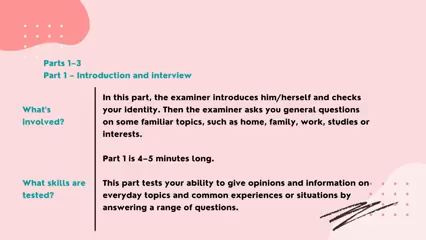 Parts 1–3
Part 1 – Introduction and interview
What's
involved?
In this part, the examiner introduces him/herself and checks
your identity. Then the examiner asks you general questions
on some familiar topics, such as home, family, work, studies or
interests.
Part 1 is 4–5 minutes long.
What skills are
tested?
This part tests your ability to give opinions and information on
everyday topics and common experiences or situations by
answering a range of questions.